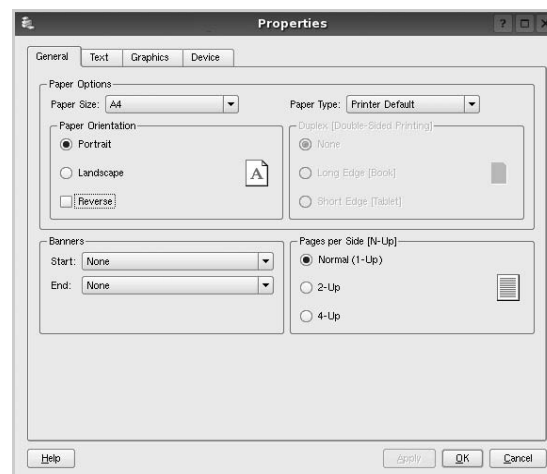 Properties
General Text Graphics Device
Paper Options
Paper Size: A4 Paper Type: Printer Default
Paper Orientation
Portrait
Landscape
Reverse
A
Duplex [Double-Sided Printing]
None
Long Edge [Book]
Short Edge [Tablet]
Banners
Start: None
End: None
Pages per Side [N-Up]
Normal (1-Up)
2-Up
4-Up
Help Apply OK Cancel